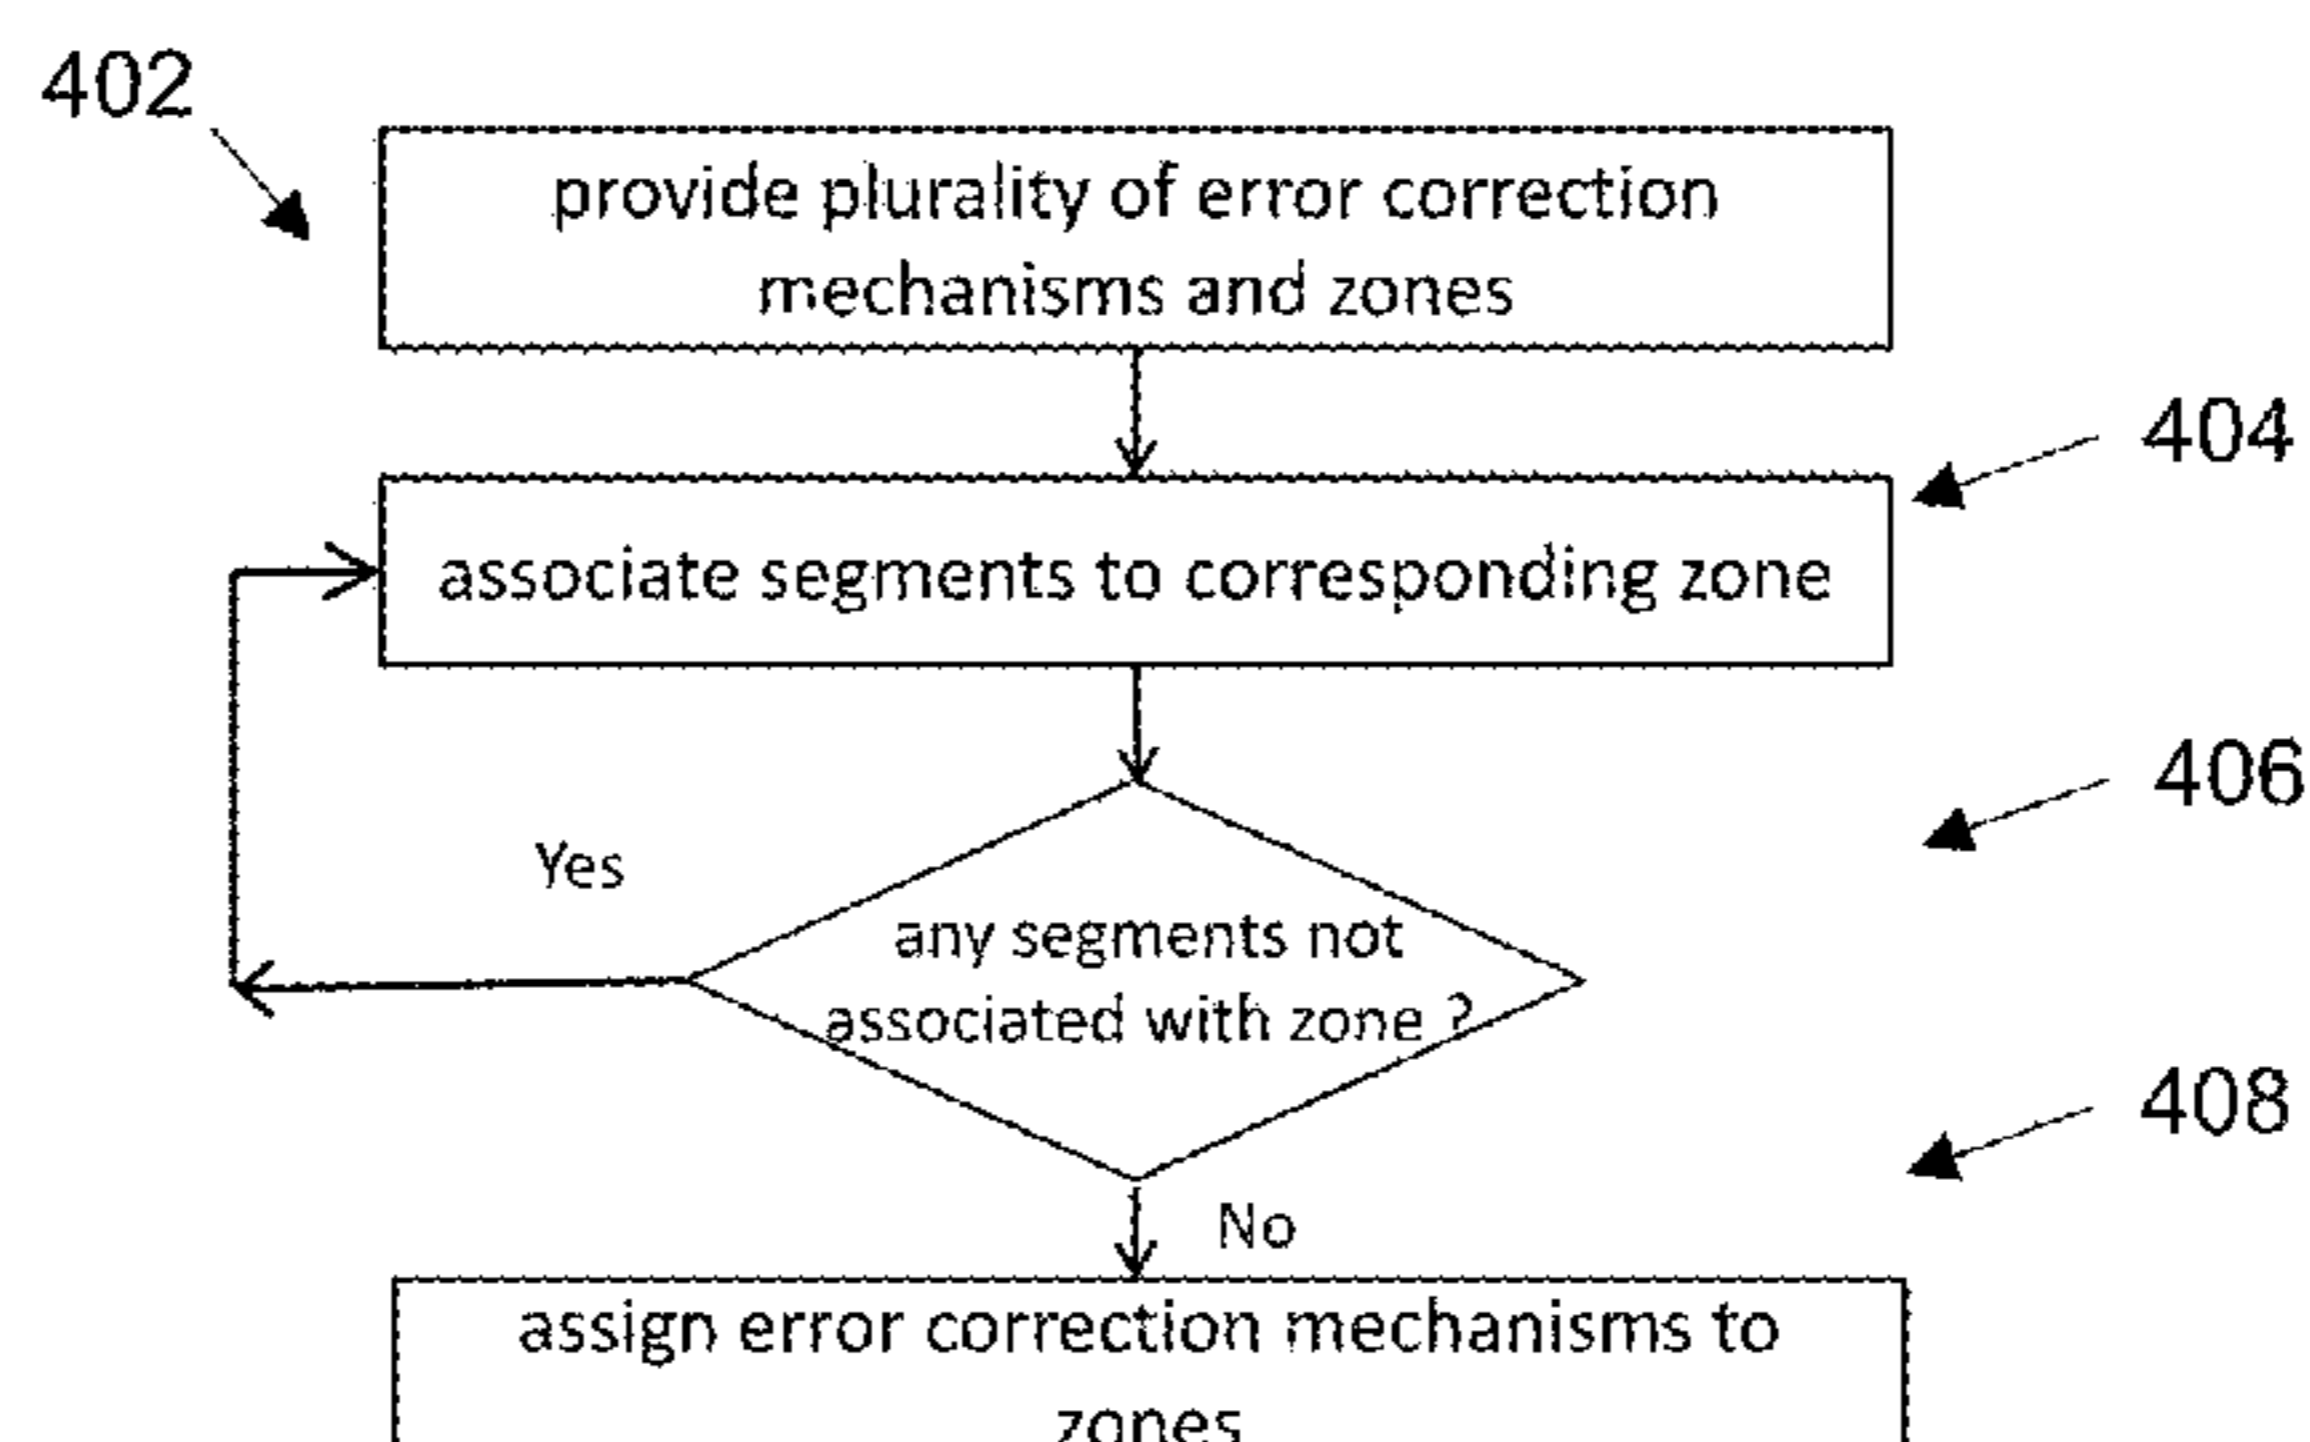 402
provide plurality of error correction
mechanisms and zones
404
associate segments to corresponding zone
406
Yes
any segments not
associated with zone ?
408
No
assign error correction mechanisms to
zones